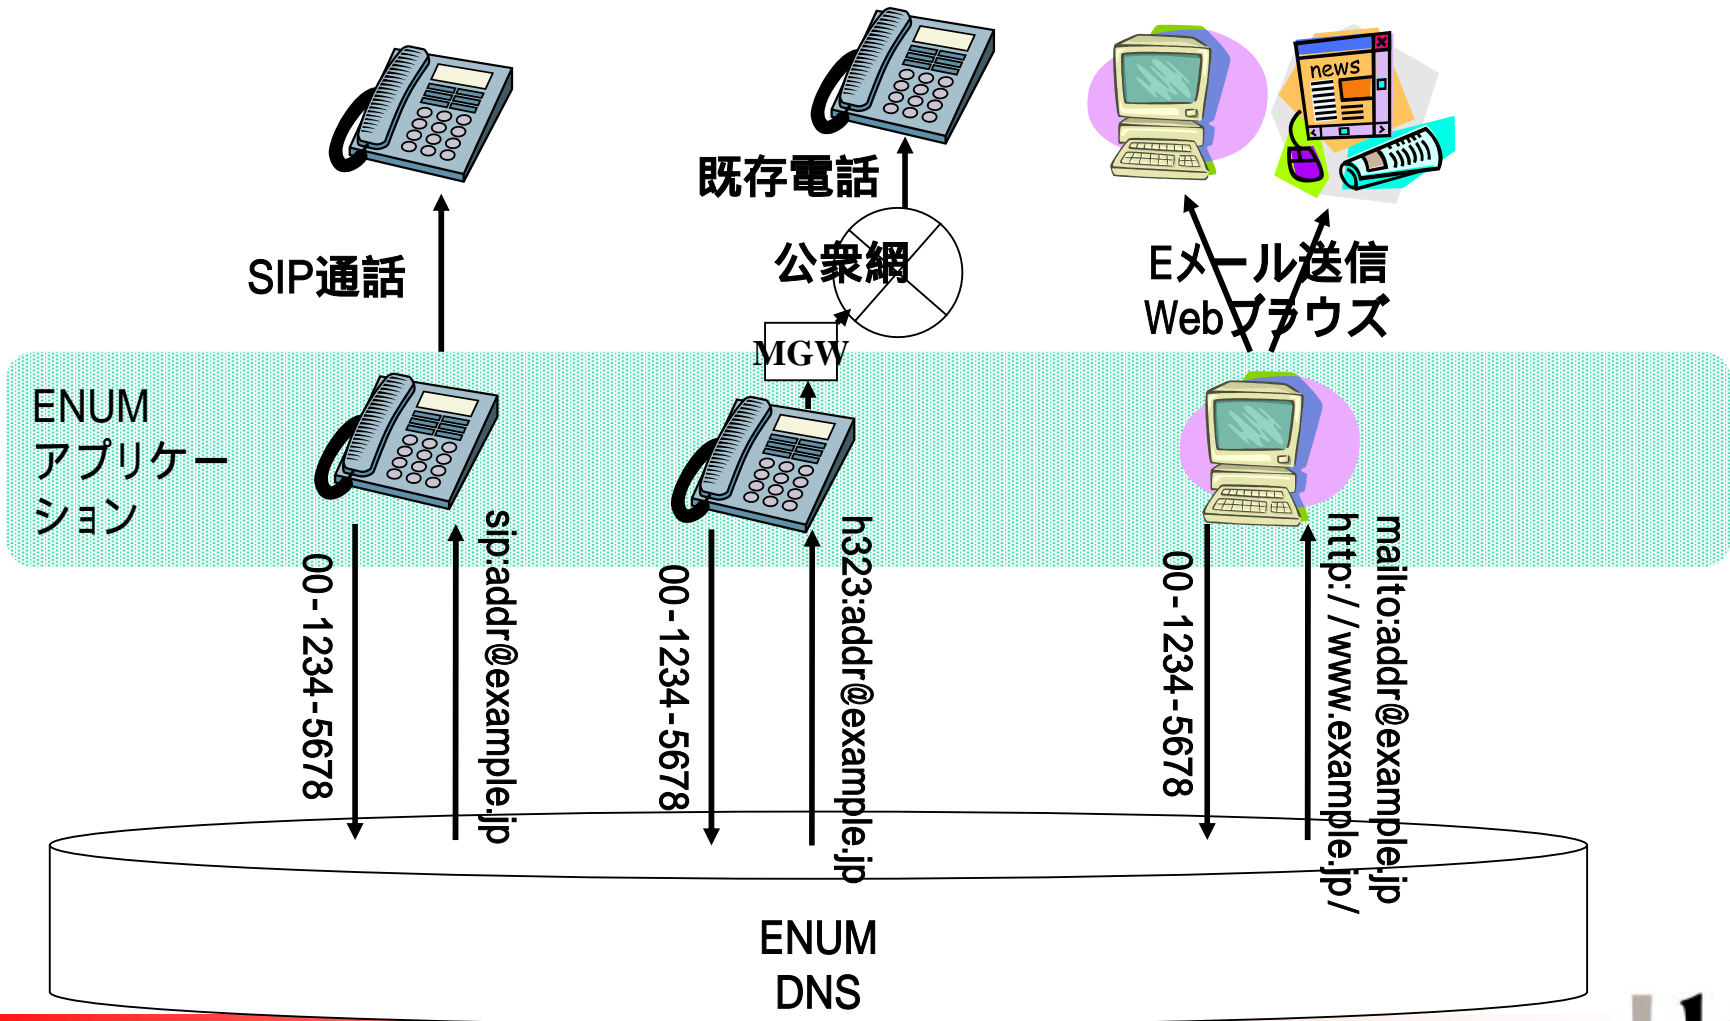 news
既存電話
SIP通話
公衆網
Eメール送信
Webブラウズ
MGW
ENUM
アプリケー
ション
00-1234-5678
sip:addr@example.jp
00-1234-5678
h323:addr@example.jp
00-1234-5678
http://www.example.jp/
mailto:addr@example.jp
ENUM
DNS